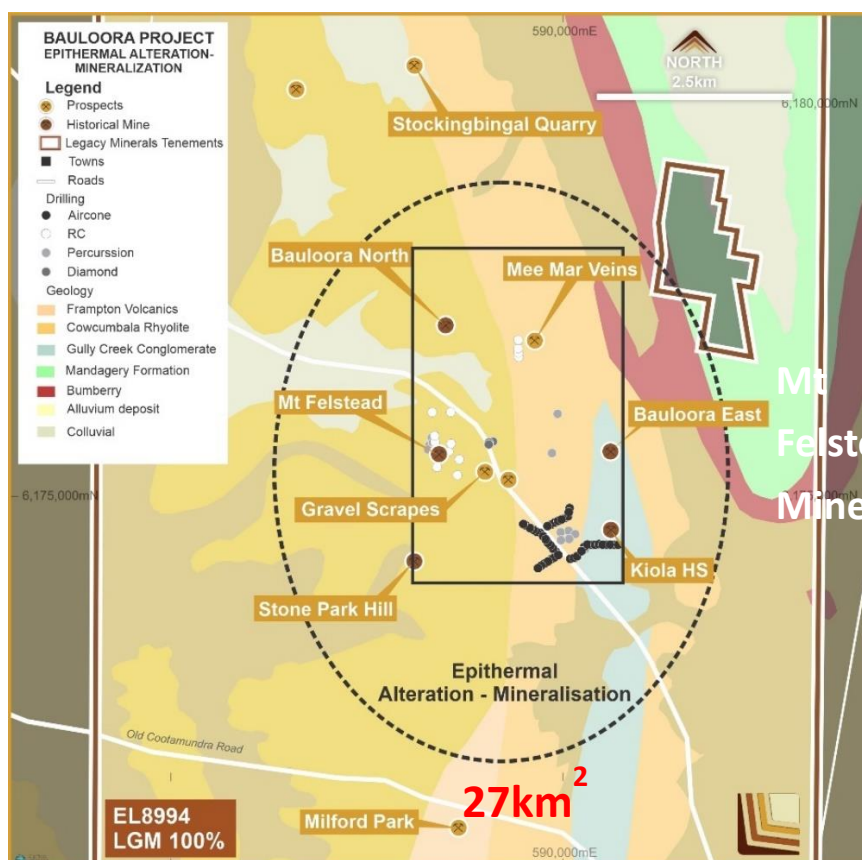 BAULOORA PROJECT
EPITHERMAL ALTERATION-
MINERALIZATION
Legend
Prospects
Historical Mine
Legacy Minerals Tenements
Towns
Roads
Drilling
Aircone
RC
Percurssion
Diamond
Geology
Frampton Volcanics
Cowcumbala Rhyolite
Gully Creek Conglomerate
Mandagery Formation
Bumberry
Alluvium deposit
Colluvial
590,000mE
NORTH
2.5km
6,180,000mN
Stockingbingal Quarry
Bauloora North
Mee Mar Veins
Mt Felstead
Bauloora East
Mt
Felste
Mine
6,175,000mN
Gravel Scrapes
Kiola HS
Stone Park Hill
Epithermal
Alteration - Mineralisation
Old Cootamundra Road
27km²
EL8994
LGM 100%
Milford Park
590,000mE